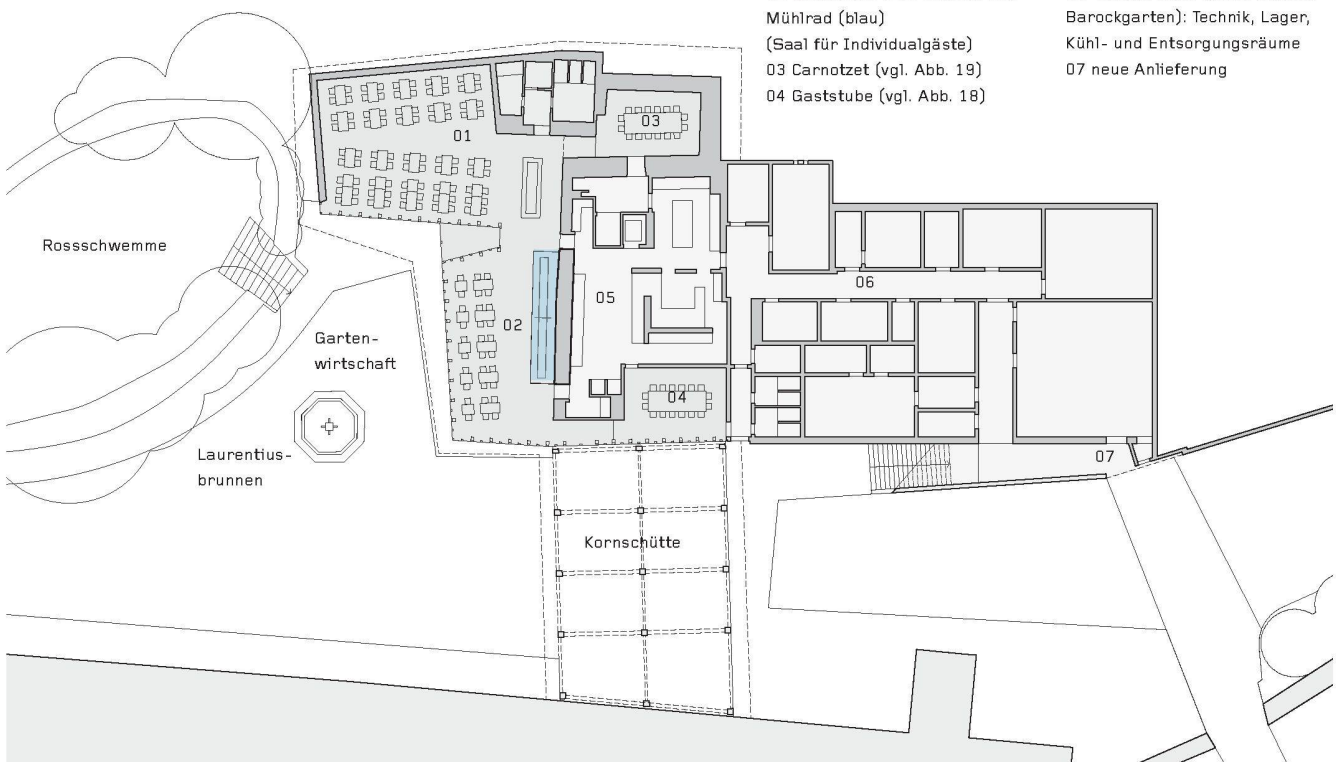 Mühlrad (blau)
(Saal für Individualgäste)
03 Carnotzet (vgl. Abb. 19)
04 Gaststube (vgl. Abb. 18)
Barockgarten): Technik, Lager,
Kühl- und Entsorgungsräume
07 neue Anlieferung
01
03
Rossschwemme
06
05
02
Garten-
wirtschaft
04
Laurentius-
brunnen
07
Kornschütte